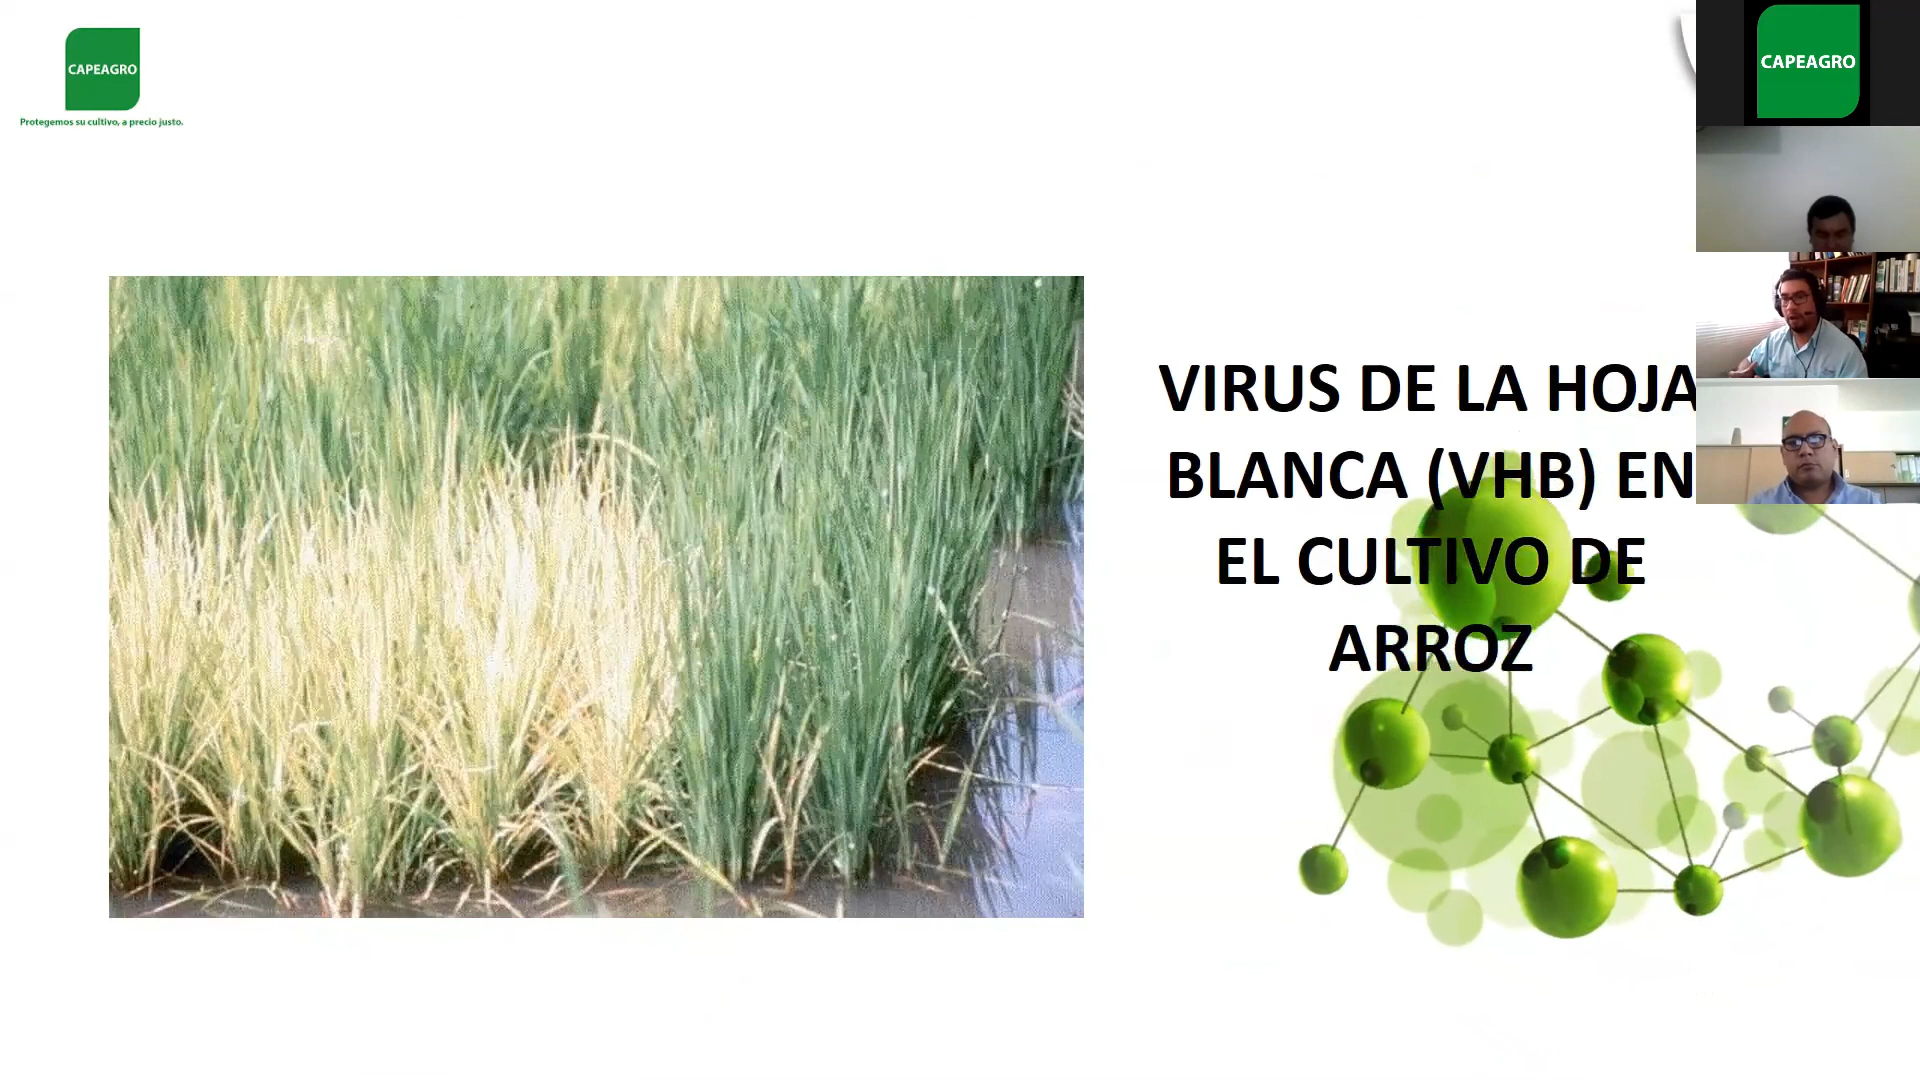 CAPEAGRO
Protegemos su cultivo, a precio justo.
CAPEAGRO
VIRUS DE LA HOJA
BLANCA (VHB) EN
EL CULTIVO DE
ARROZ